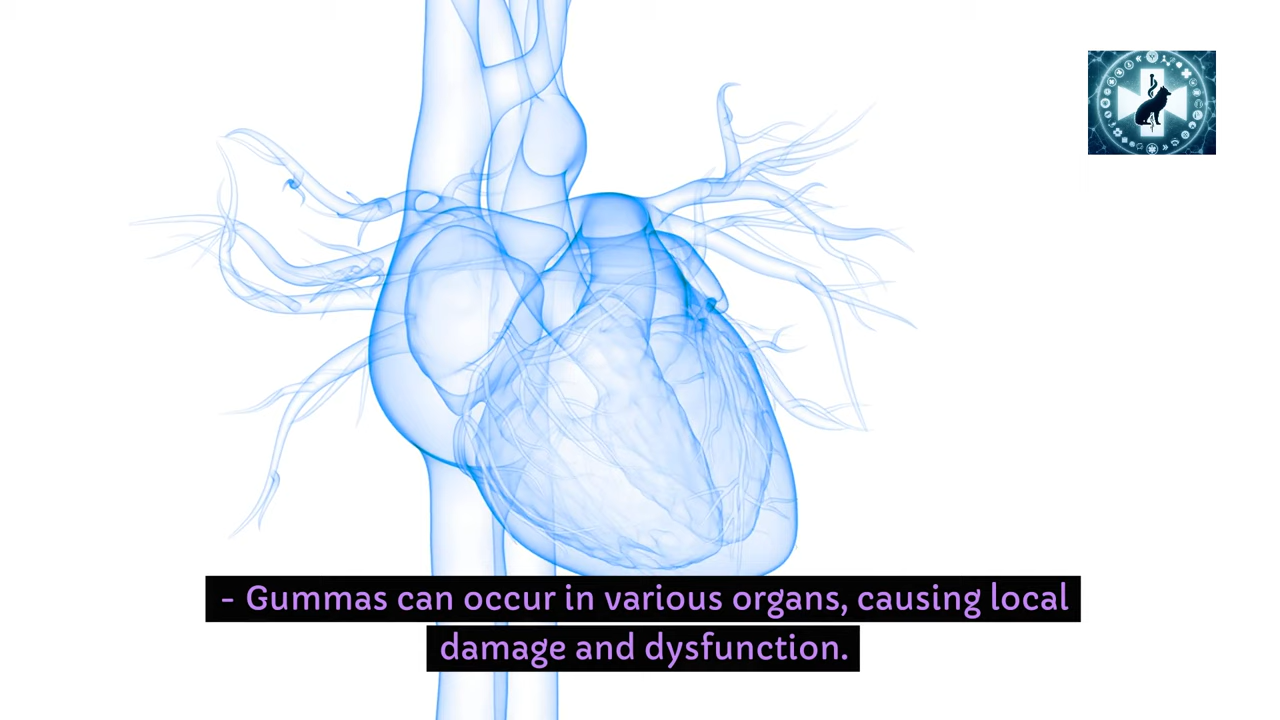 - Gummas can occur in various organs, causing local
damage and dysfunction.